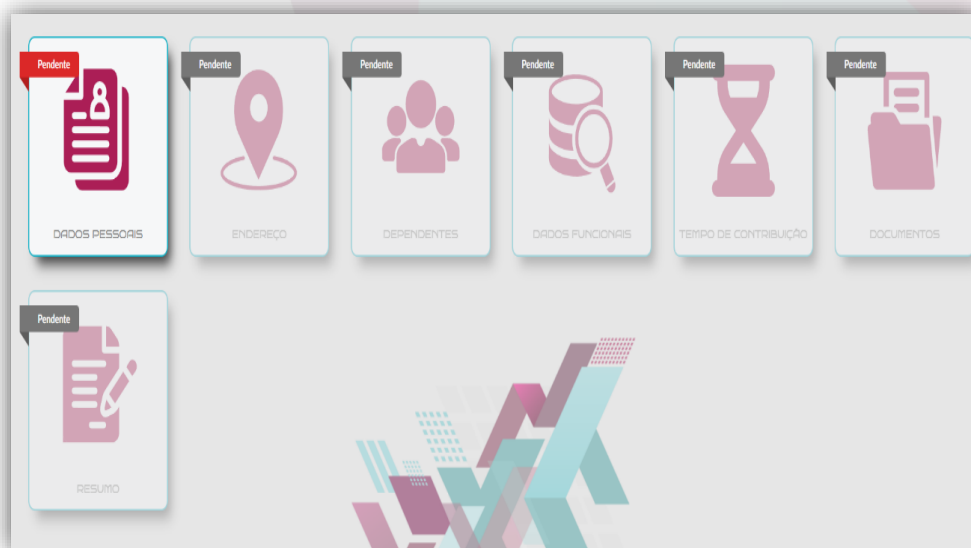 Pendente
DADOS PESSOAIS
Pendente
ENDEREÇO
Pendente
DEPENDENTES
Pendente
DADOS FUNCIONAIS
Pendente
TEMPO DE CONTRIBUIÇÃO
Pendente
DOCUMENTOS
Pendente
RESUMO